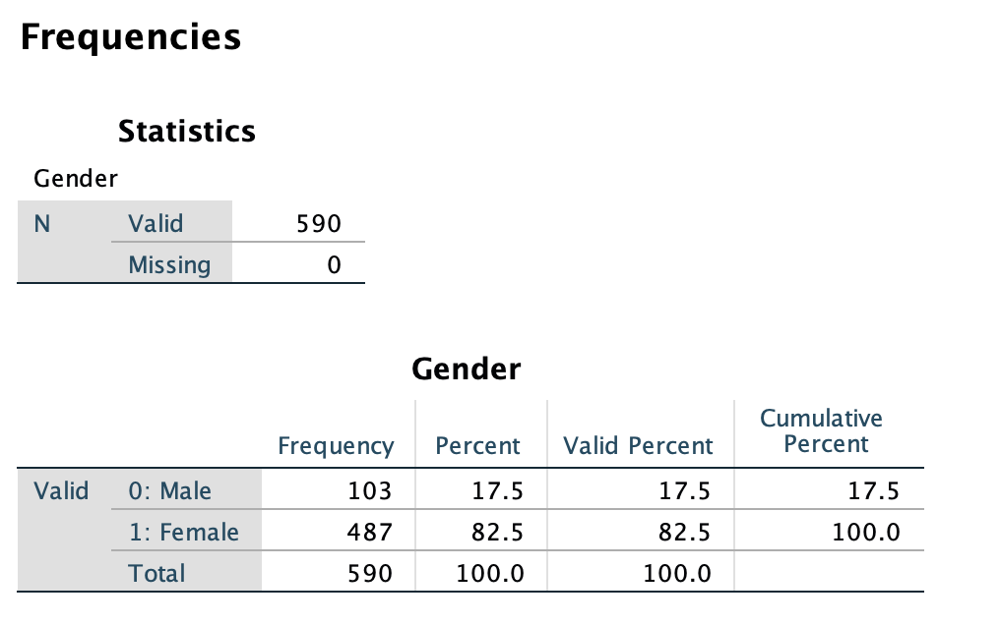 Frequencies
Statistics
Gender
N Valid 590
Missing 0
Gender
Frequency Percent Valid Percent Cumulative Percent
Valid 0: Male 103 17.5 17.5 17.5
1: Female 487 82.5 82.5 100.0
Total 590 100.0 100.0